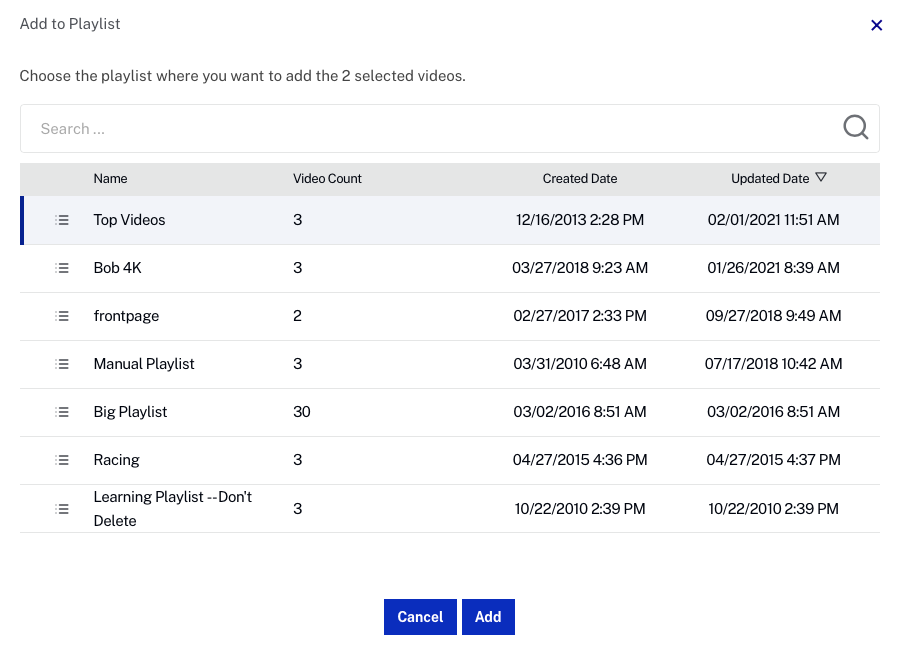 Add to Playlist
Choose the playlist where you want to add the 2 selected videos.
Search ...
Name Video Count Created Date Updated Date
Top Videos 3 12/16/2013 2:28 PM 02/01/2021 11:51 AM
Bob 4K 3 03/27/2018 9:23 AM 01/26/2021 8:39 AM
frontpage 2 02/27/2017 2:33 PM 09/27/2018 9:49 AM
Manual Playlist 3 03/31/2010 6:48 AM 07/17/2018 10:42 AM
Big Playlist 30 03/02/2016 8:51 AM 03/02/2016 8:51 AM
Racing 3 04/27/2015 4:36 PM 04/27/2015 4:37 PM
Learning Playlist --Don't
Delete 3 10/22/2010 2:39 PM 10/22/2010 2:39 PM
Cancel Add